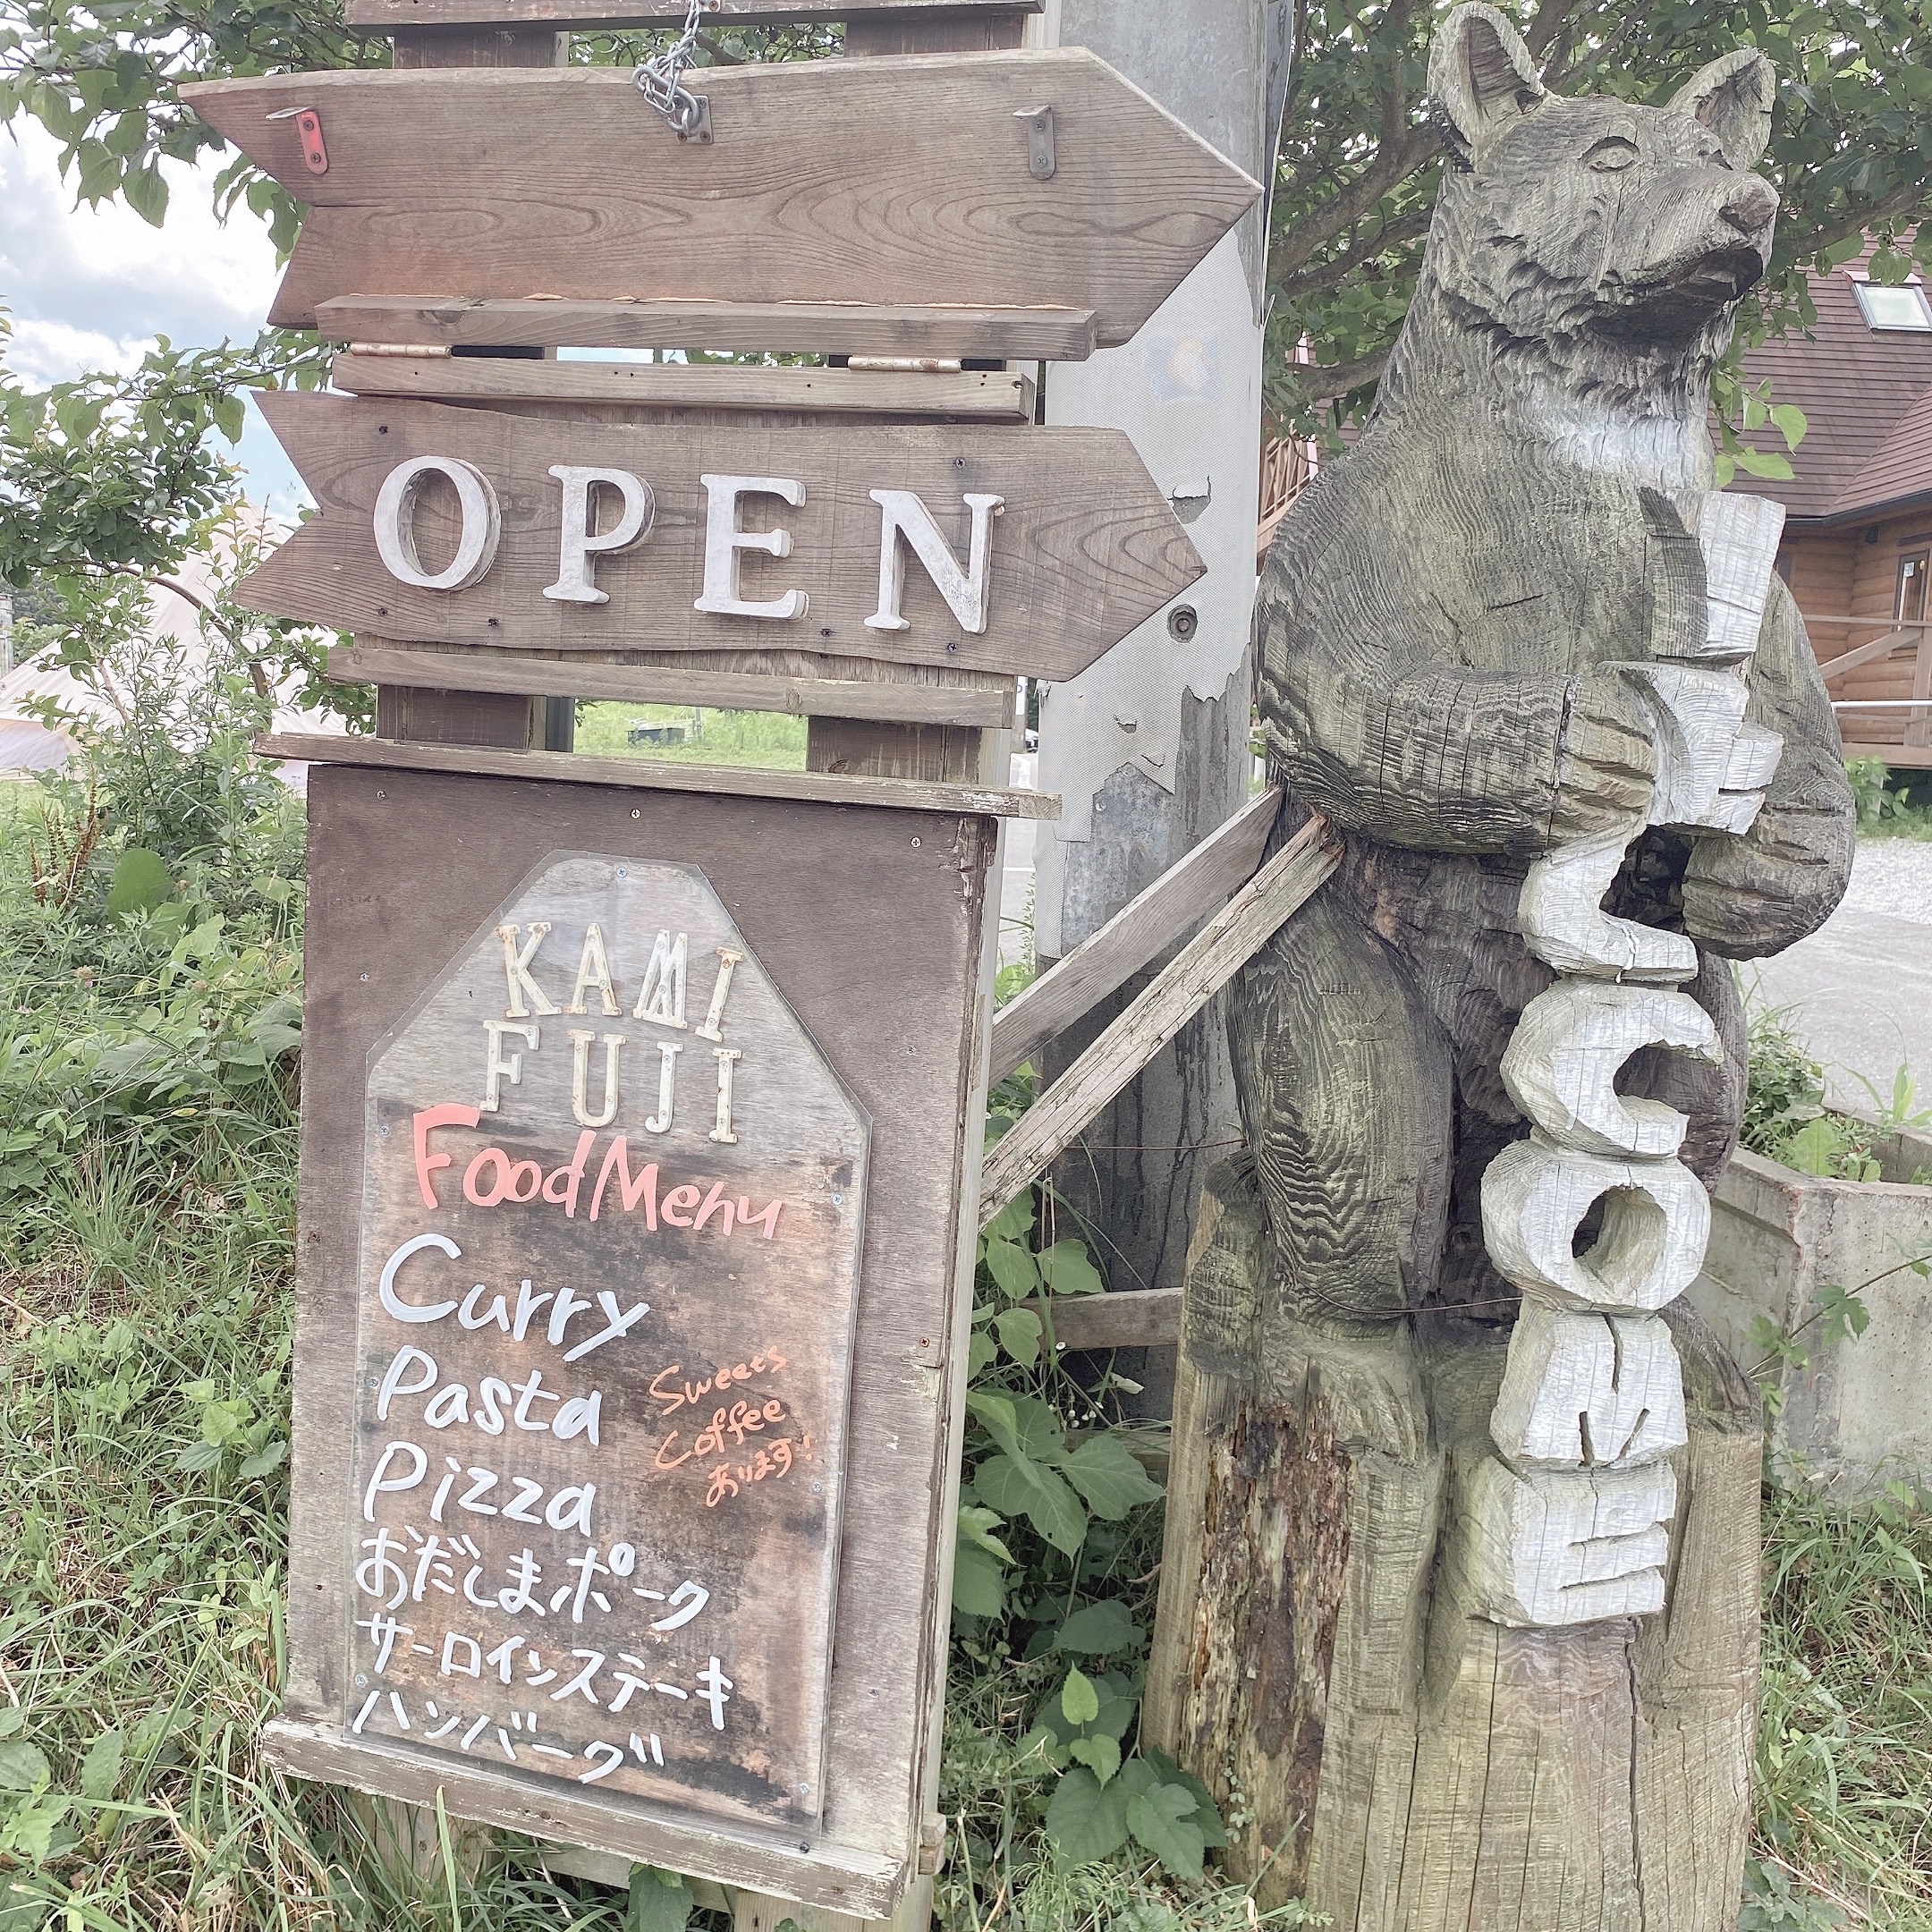 OPEN
KAMI
FUJI
Food Menu
Curry
Pasta
Pizza
Sweets
Coffee
あります!
おだしまポーク
サーロインステーキ
ハンバーグ
WELCOME